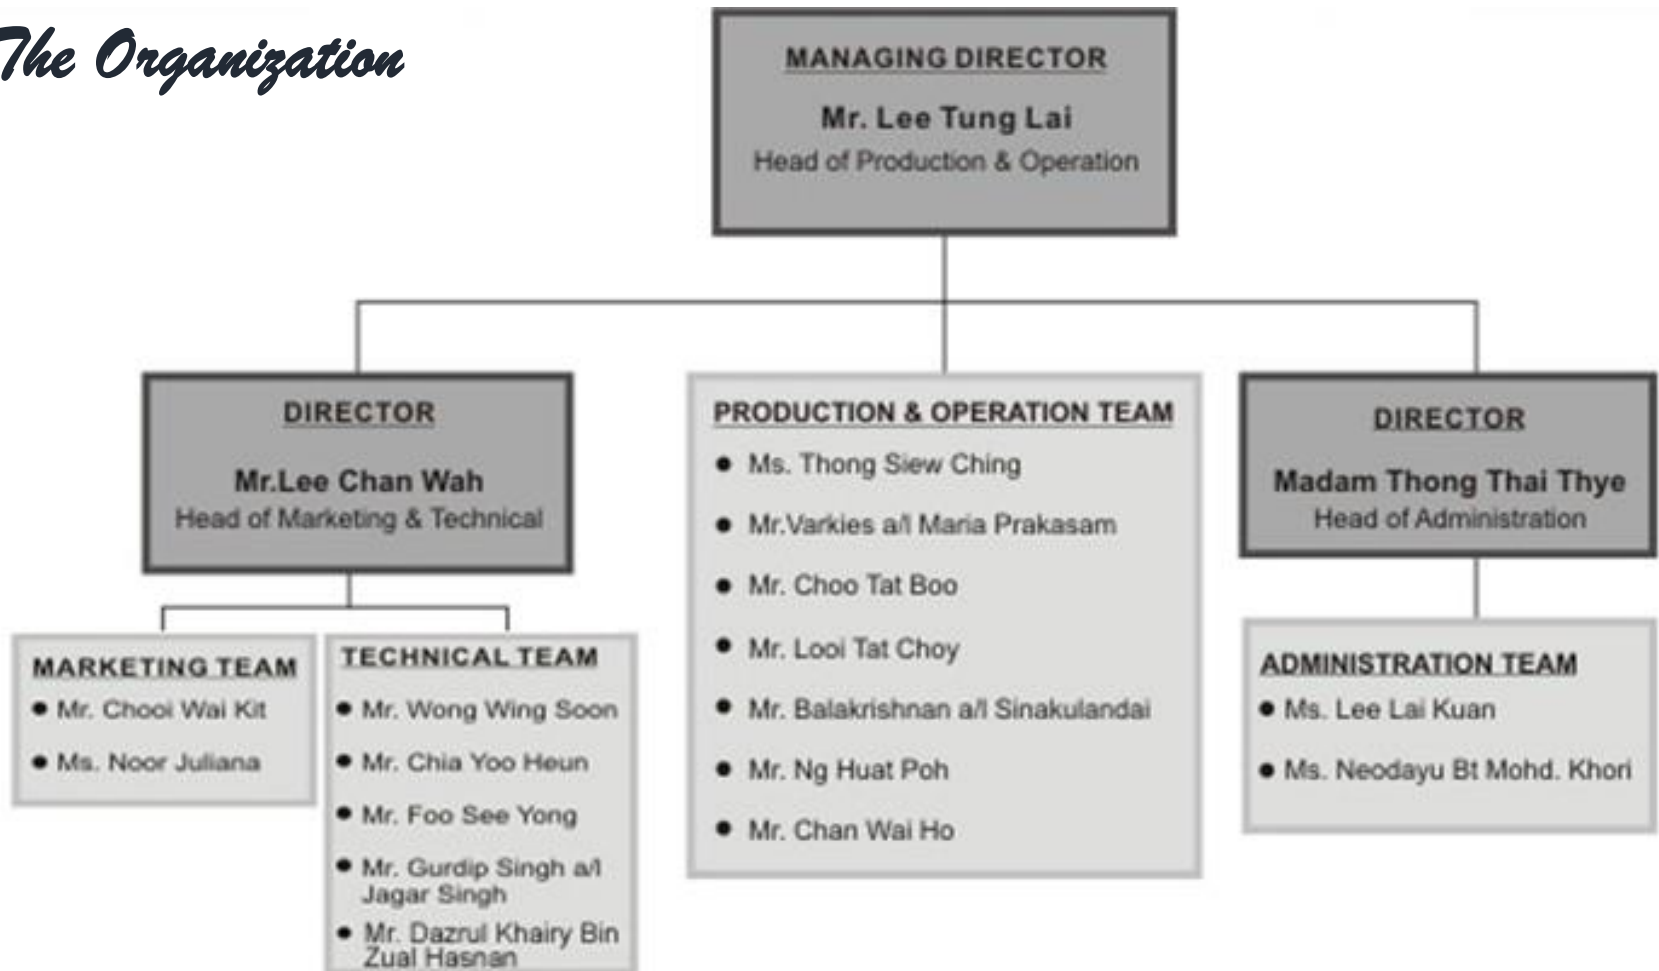 The Organization
MANAGING DIRECTOR
Mr. Lee Tung Lai
Head of Production & Operation
DIRECTOR
Mr.Lee Chan Wah
Head of Marketing & Technical
MARKETING TEAM
● Mr. Chooi Wai Kit
● Ms. Noor Juliana
TECHNICAL TEAM
● Mr. Wong Wing Soon
● Mr. Chia Yoo Heun
● Mr. Foo See Yong
● Mr. Gurdip Singh a/l
Jagar Singh
● Mr. Dazrul Khairy Bin
Zual Hasnan
PRODUCTION & OPERATION TEAM
● Ms. Thong Siew Ching
● Mr.Varkies a/l Maria Prakasam
● Mr. Choo Tat Boo
● Mr. Looi Tat Choy
● Mr. Balakrishnan a/l Sinakulandai
● Mr. Ng Huat Poh
● Mr. Chan Wai Ho
DIRECTOR
Madam Thong Thai Thye
Head of Administration
ADMINISTRATION TEAM
● Ms. Lee Lai Kuan
● Ms. Neodayu Bt Mohd. Khori